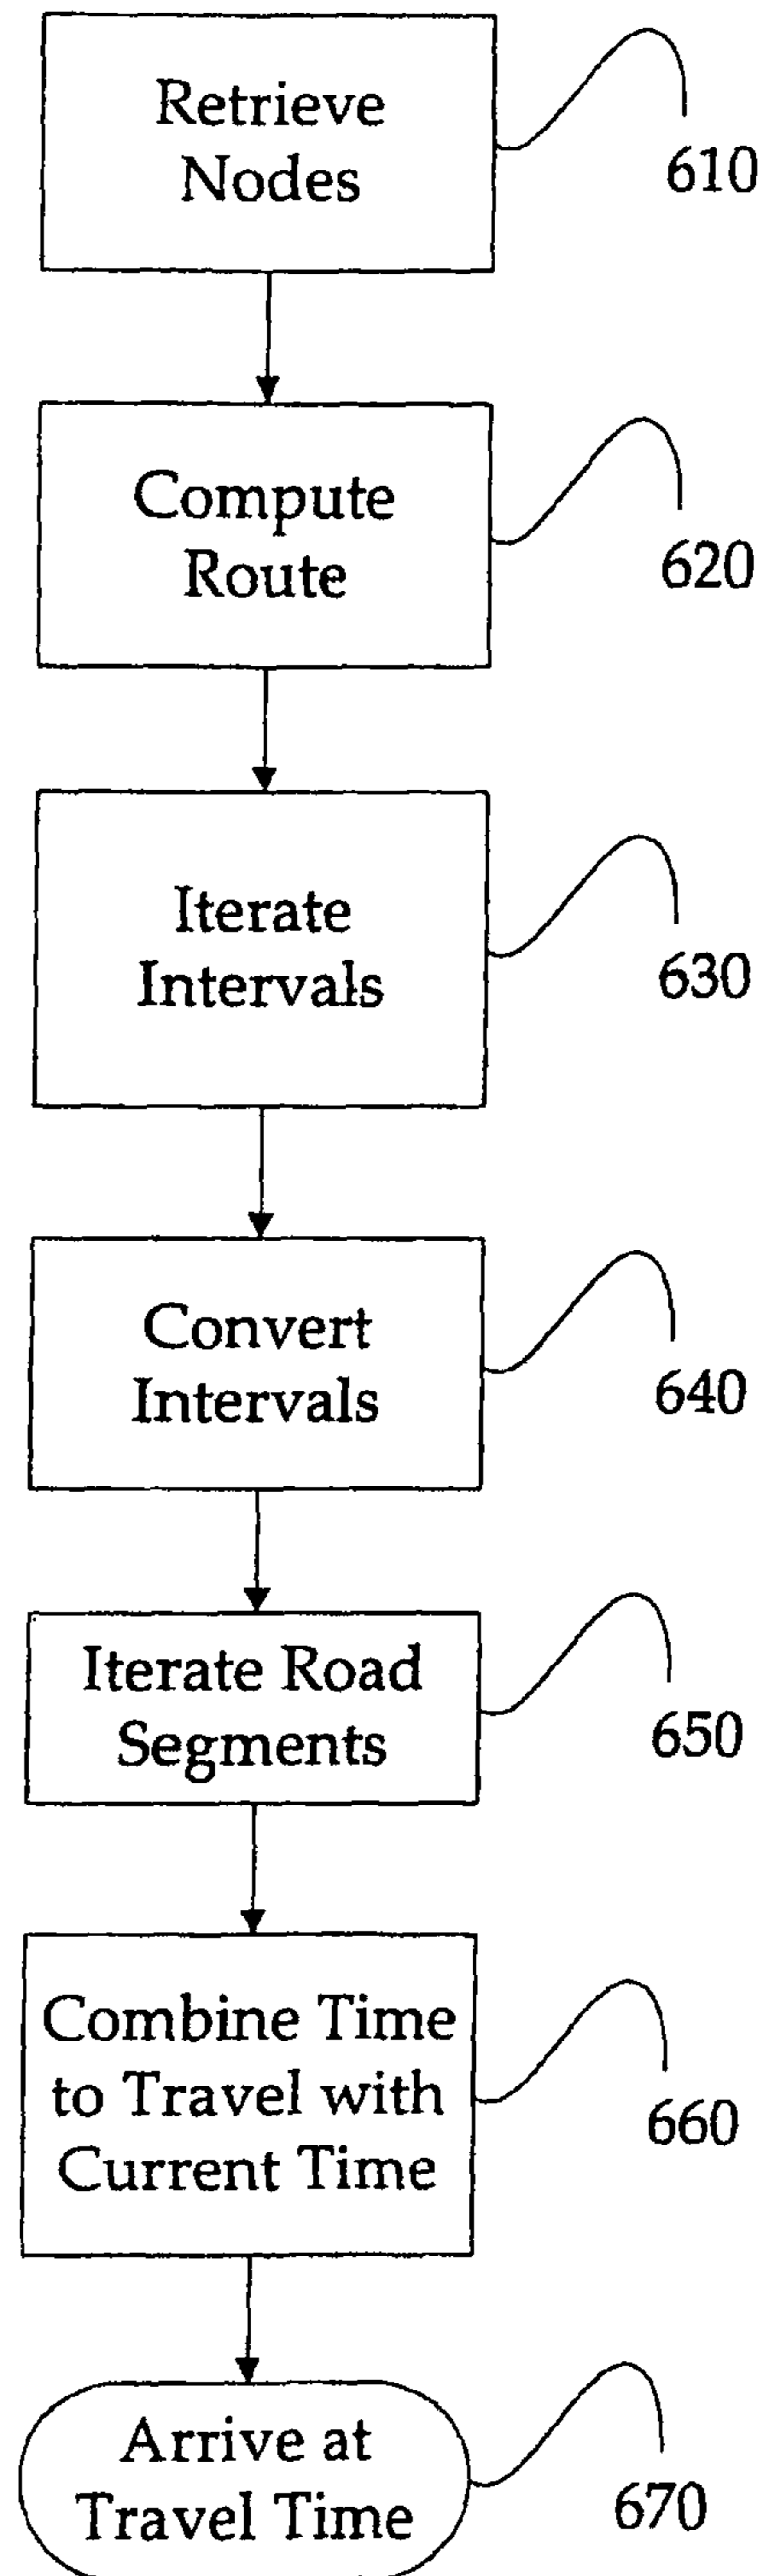 Retrieve
Nodes
610
Compute
Route
620
Iterate
Intervals
630
Convert
Intervals
640
Iterate Road
Segments
650
Combine Time
to Travel with
Current Time
660
Arrive at
Travel Time
670